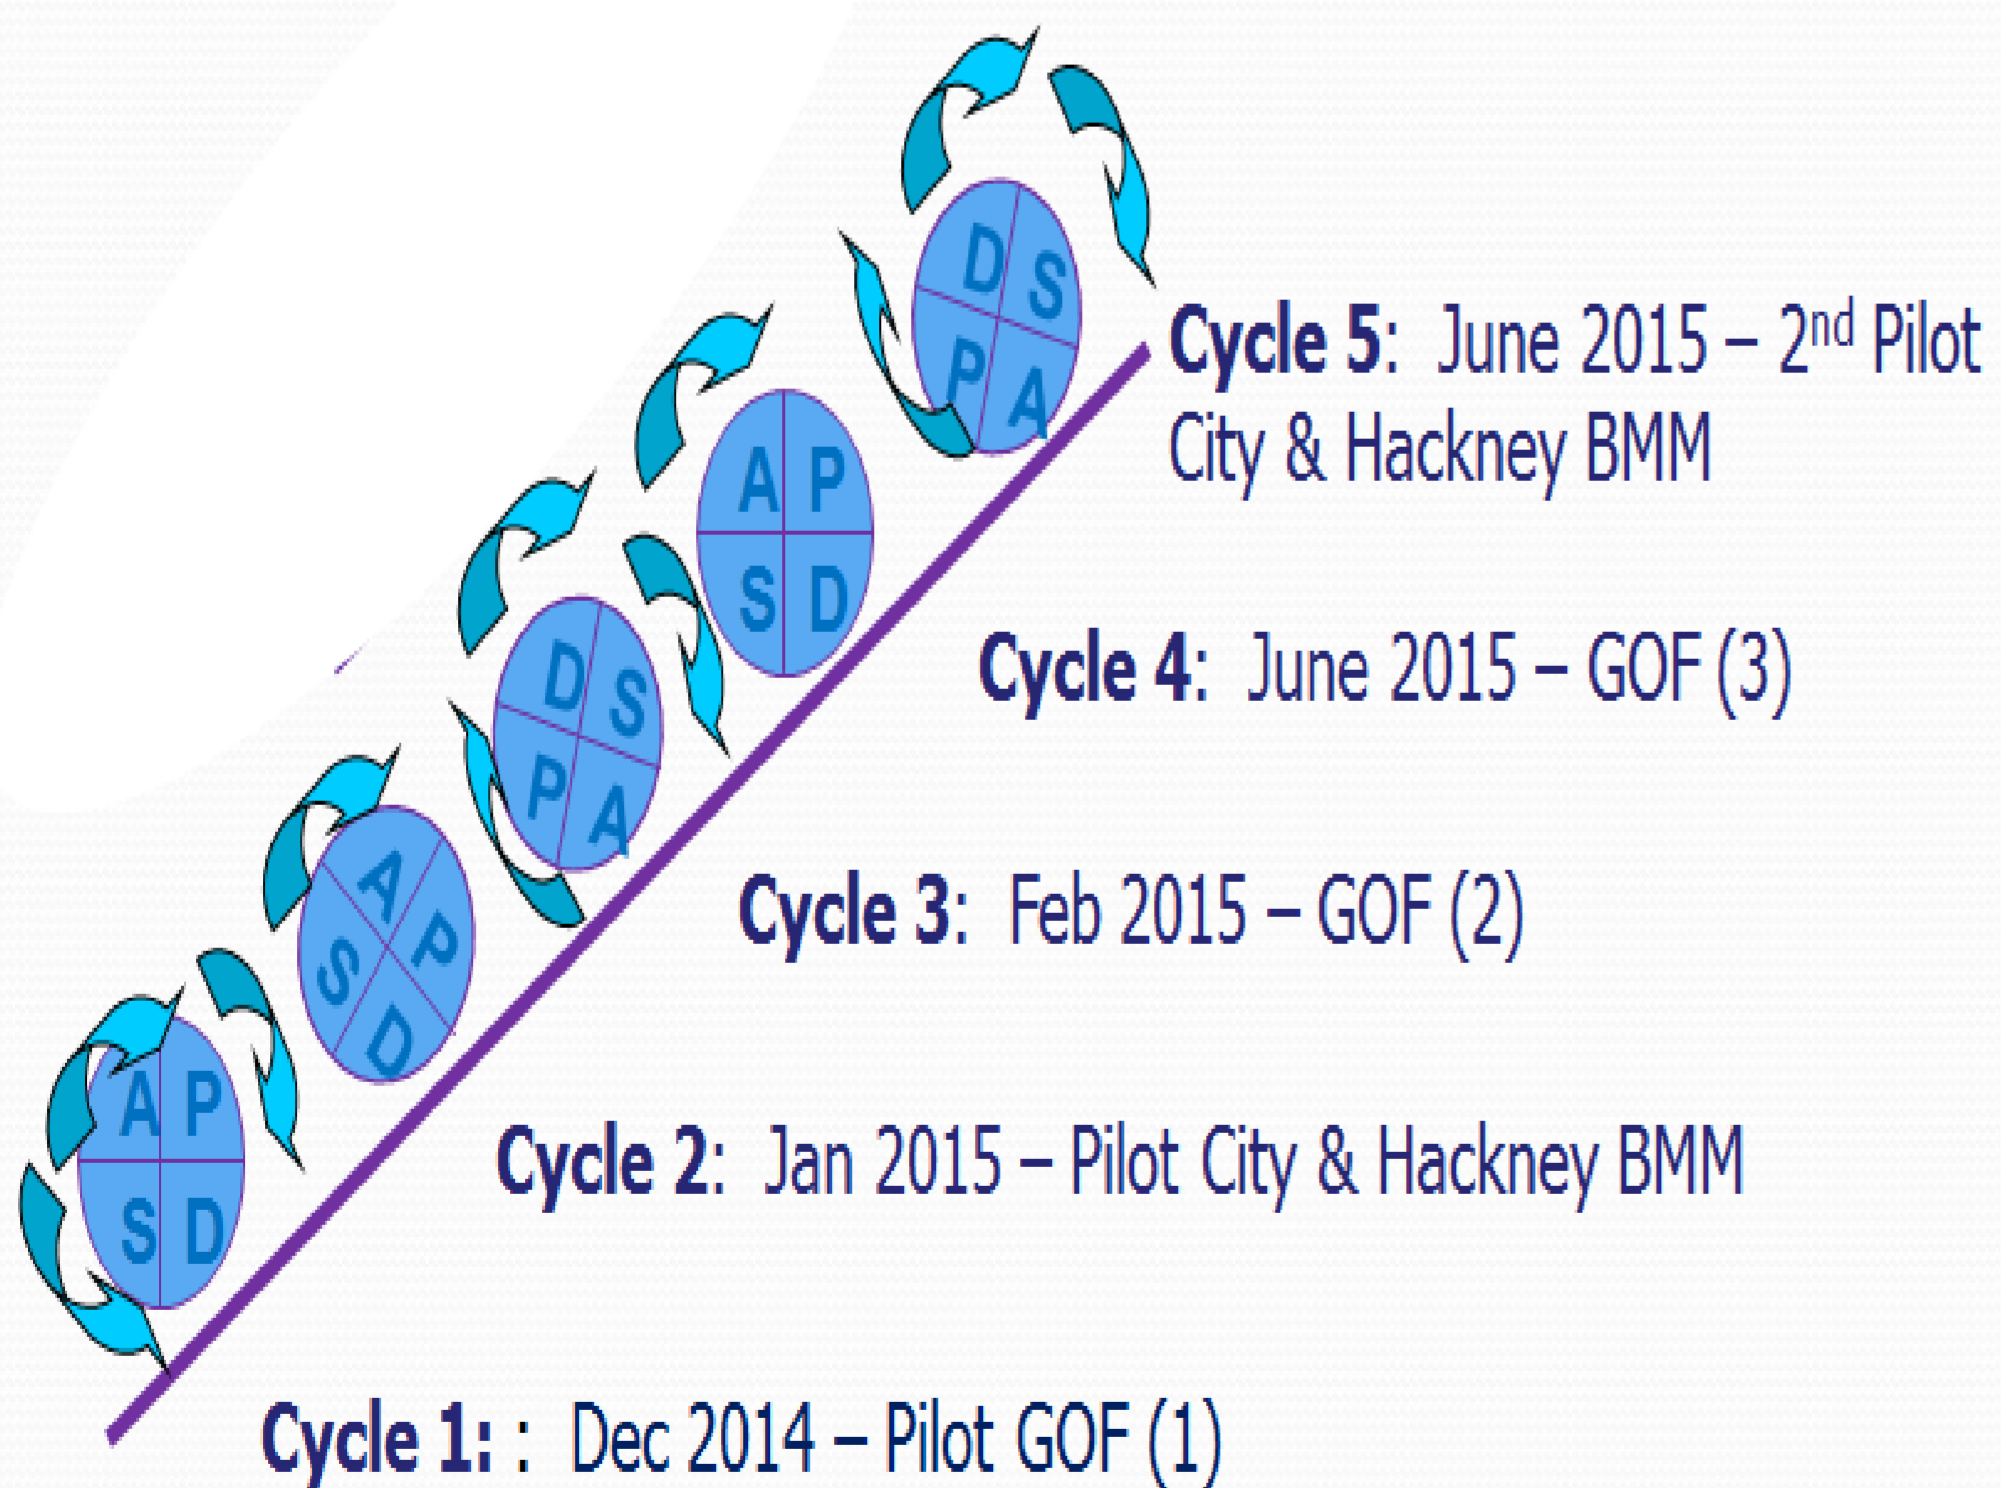 D S
P A
Cycle 5: June 2015 – 2nd Pilot
City & Hackney BMM
A P
S D
Cycle 4: June 2015 – GOF (3)
D S
P A
Cycle 3: Feb 2015 – GOF (2)
A P
S D
Cycle 2: Jan 2015 – Pilot City & Hackney BMM
A P
S D
Cycle 1: : Dec 2014 – Pilot GOF (1)